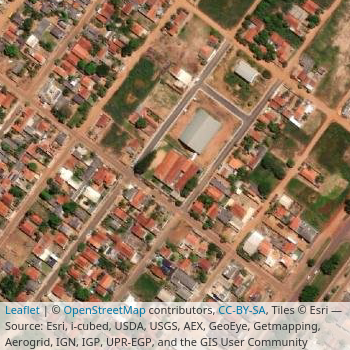 Leaflet | © OpenStreetMap contributors, CC-BY-SA, Tiles © Esri —
Source: Esri, i-cubed, USDA, USGS, AEX, GeoEye, Getmapping,
Aerogrid, IGN, IGP, UPR-EGP, and the GIS User Community